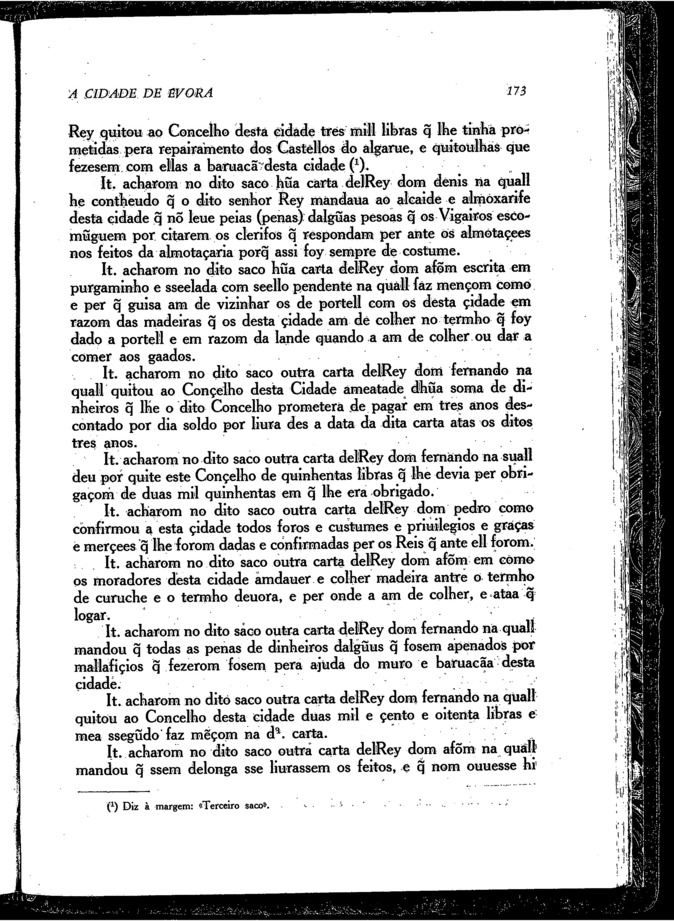 A CIDADE DE ÉVORA 173
Rey quitou ao Concelho desta cidade tres mill libras q̃ lhe tinha pro-
metidas pera repairamento dos Castellos do algarue, e quitoulhas que
fezesem com ellas a baruacã desta cidade (¹).
It. acharom no dito saco hũa carta delRey dom denis na quall
he contheudo q̃ o dito senhor Rey mandaua ao alcaide e almoxarife
desta cidade q̃ nõ leue peias (penas) dalgũas pesoas q̃ os Vigairos esco-
mũguem por citarem os clerifos q̃ respondam per ante os almotaçees
nos feitos da almotaçaria porq̃ assi foy sempre de costume.
It. acharom no dito saco hũa carta delRey dom afõm escrita em
purgaminho e sseelada com seello pendente na quall faz mençom como
e per q̃ guisa am de vizinhar os de portell com os desta çidade em
razom das madeiras q̃ os desta çidade am de colher no termho q̃ foy
dado a portell e em razom da lande quando a am de colher ou dar a
comer aos gaados.
It. acharom no dito saco outra carta delRey dom fernando na
quall quitou ao Conçelho desta Cidade ameatade dhũa soma de di-
nheiros q̃ lhe o dito Concelho prometera de pagar em tres anos des-
contado por dia soldo por liura des a data da dita carta atas os ditos
tres anos.
It. acharom no dito saco outra carta delRey dom fernando na suall
deu por quite este Conçelho de quinhentas libras q̃ lhe devia per obri-
gaçom de duas mil quinhentas em q̃ lhe era obrigado.
It. acharom no dito saco outra carta delRey dom pedro como
confirmou a esta çidade todos foros e custumes e priuilegios e graças
e merçees q̃ lhe forom dadas e confirmadas per os Reis q̃ ante ell forom.
It. acharom no dito saco outra carta delRey dom afõm em como
os moradores desta cidade amdauer e colher madeira antre o termho
de curuche e o termho deuora, e per onde a am de colher, e ataa q̃
logar.
It. acharom no dito saco outra carta delRey dom fernando na quall
mandou q̃ todas as penas de dinheiros dalgũus q̃ fosem apenados por
mallafiçios q̃ fezerom fosem pera ajuda do muro e baruacãa desta
çidade.
It. acharom no dito saco outra carta delRey dom fernando na quall
quitou ao Concelho desta cidade duas mil e çento e oitenta libras e
mea ssegũdo faz mẽçom na dª. carta.
It. acharom no dito saco outra carta delRey dom afõm na quall
mandou q̃ ssem delonga sse liurassem os feitos, e q̃ nom ouuesse hi
(¹) Diz à margem: «Terceiro saco».